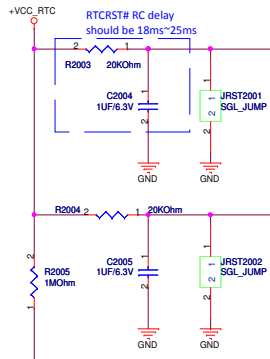 +VCC_RTC
RTCRST# RC delay
should be 18ms~25ms
2
1
R2003
20KOhm
C2004
1UF/6.3V
1
2
JRST2001
SGL_JUMP
1
2
GND
GND
R2004
2
1
20KOhm
2
R2005
1MOhm
1
C2005
1UF/6.3V
1
2
JRST2002
SGL_JUMP
1
2
GND
GND